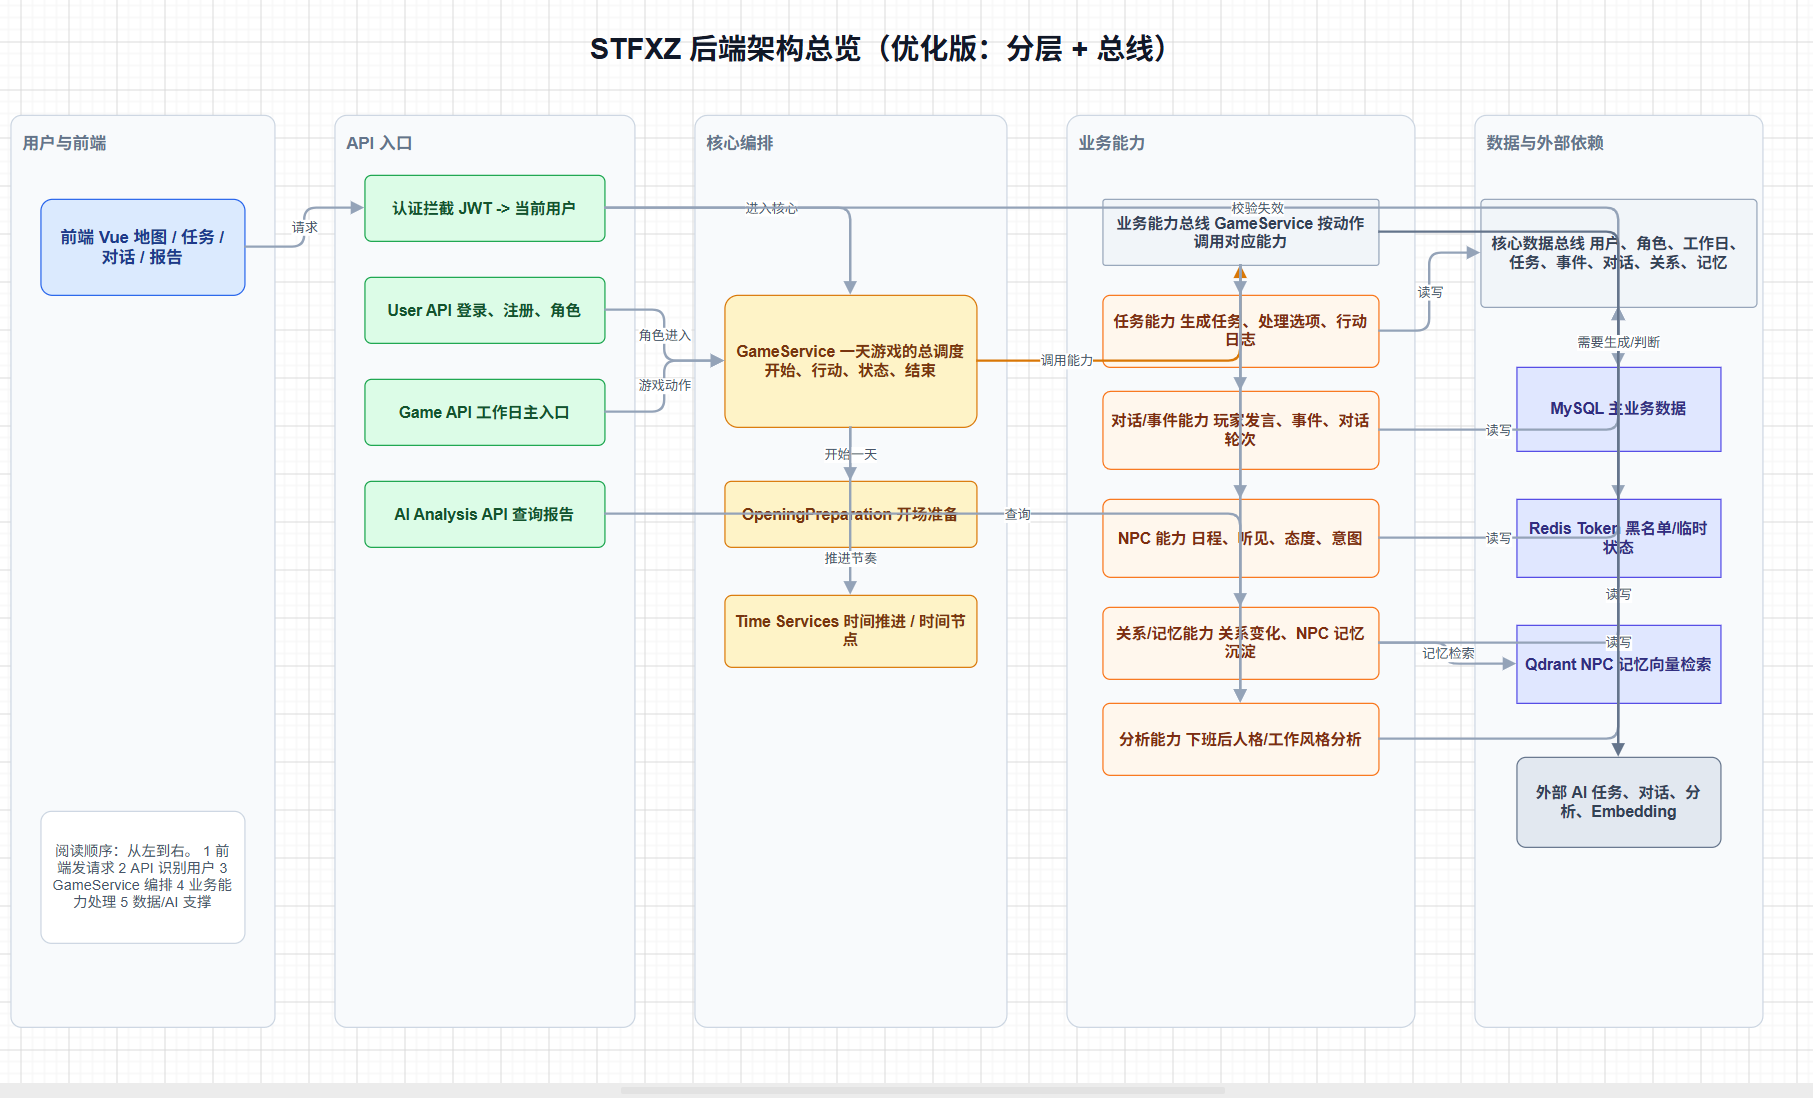 STFXZ 后端架构总览（优化版：分层 + 总线）
用户与前端
前端 Vue 地图 / 任务 /
对话 / 报告
请求
阅读顺序：从左到右。 1 前
端发请求 2 API 识别用户 3
GameService 编排 4 业务能
力处理 5 数据/AI 支撑
API 入口
认证拦截 JWT -> 当前用户
User API 登录、注册、角色
Game API 工作日主入口
AI Analysis API 查询报告
角色进入
游戏动作
核心编排
进入核心
GameService 一天游戏的总调度
开始、行动、状态、结束
开始一天
OpeningPreparation 开场准备
推进节奏
Time Services 时间推进 / 时间节
点
调用能力
查询
业务能力
校验失效
业务能力总线 GameService 按动作
调用对应能力
任务能力 生成任务、处理选项、行动
日志
对话/事件能力 玩家发言、事件、对话
轮次
NPC 能力 日程、听见、态度、意图
关系/记忆能力 关系变化、NPC 记忆
沉淀
分析能力 下班后人格/工作风格分析
读写
读写
读写
记忆检索
数据与外部依赖
核心数据总线 用户、角色、工作日、
任务、事件、对话、关系、记忆
需要生成/判断
MySQL 主业务数据
Redis Token 黑名单/临时
状态
读写
读写
Qdrant NPC 记忆向量检索
外部 AI 任务、对话、分
析、Embedding